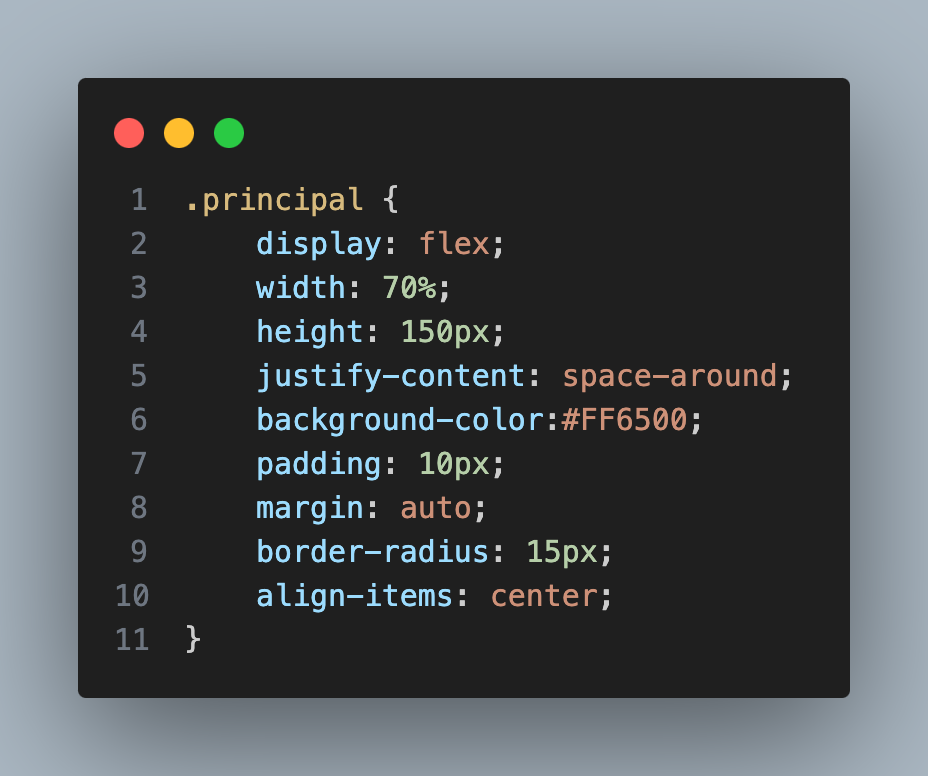 1 .principal {
2     display: flex;
3     width: 70%;
4     height: 150px;
5     justify-content: space-around;
6     background-color:#FF6500;
7     padding: 10px;
8     margin: auto;
9     border-radius: 15px;
10     align-items: center;
11 }